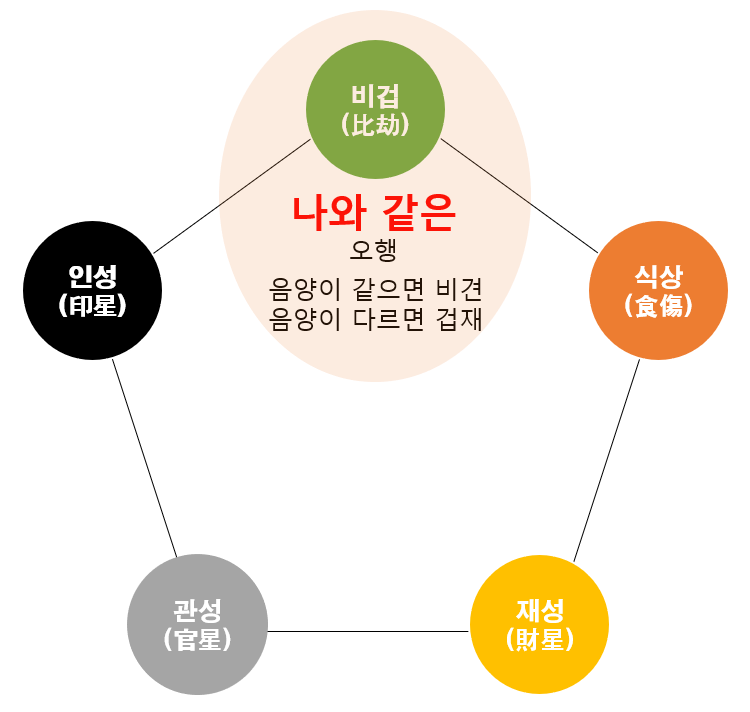 비겁
(比劫)
나와 같은
오행
음양이 같으면 비견
음양이 다르면 겁재
인성
(印星)
식상
(食傷)
관성
(官星)
재성
(財星)